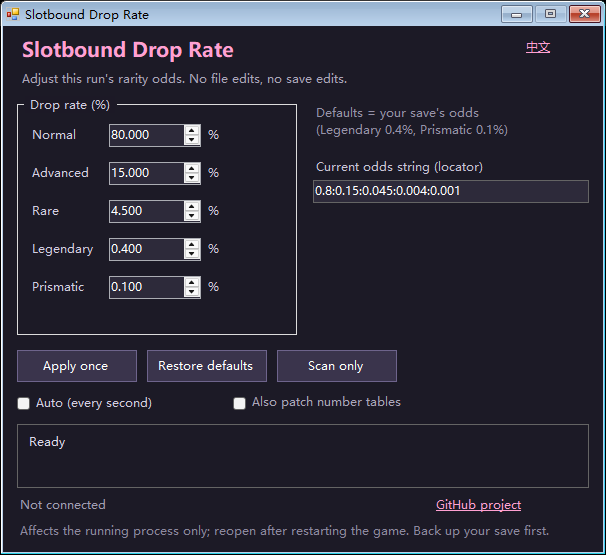 Slotbound Drop Rate
Slotbound Drop Rate
中文
Adjust this run's rarity odds. No file edits, no save edits.
Drop rate (%)
Normal 80.000 %
Advanced 15.000 %
Rare 4.500 %
Legendary 0.400 %
Prismatic 0.100 %
Defaults = your save's odds
(Legendary 0.4%, Prismatic 0.1%)
Current odds string (locator)
0.8:0.15:0.045:0.004:0.001
Apply once Restore defaults Scan only
Auto (every second) Also patch number tables
Ready
Not connected GitHub project
Affects the running process only; reopen after restarting the game. Back up your save first.